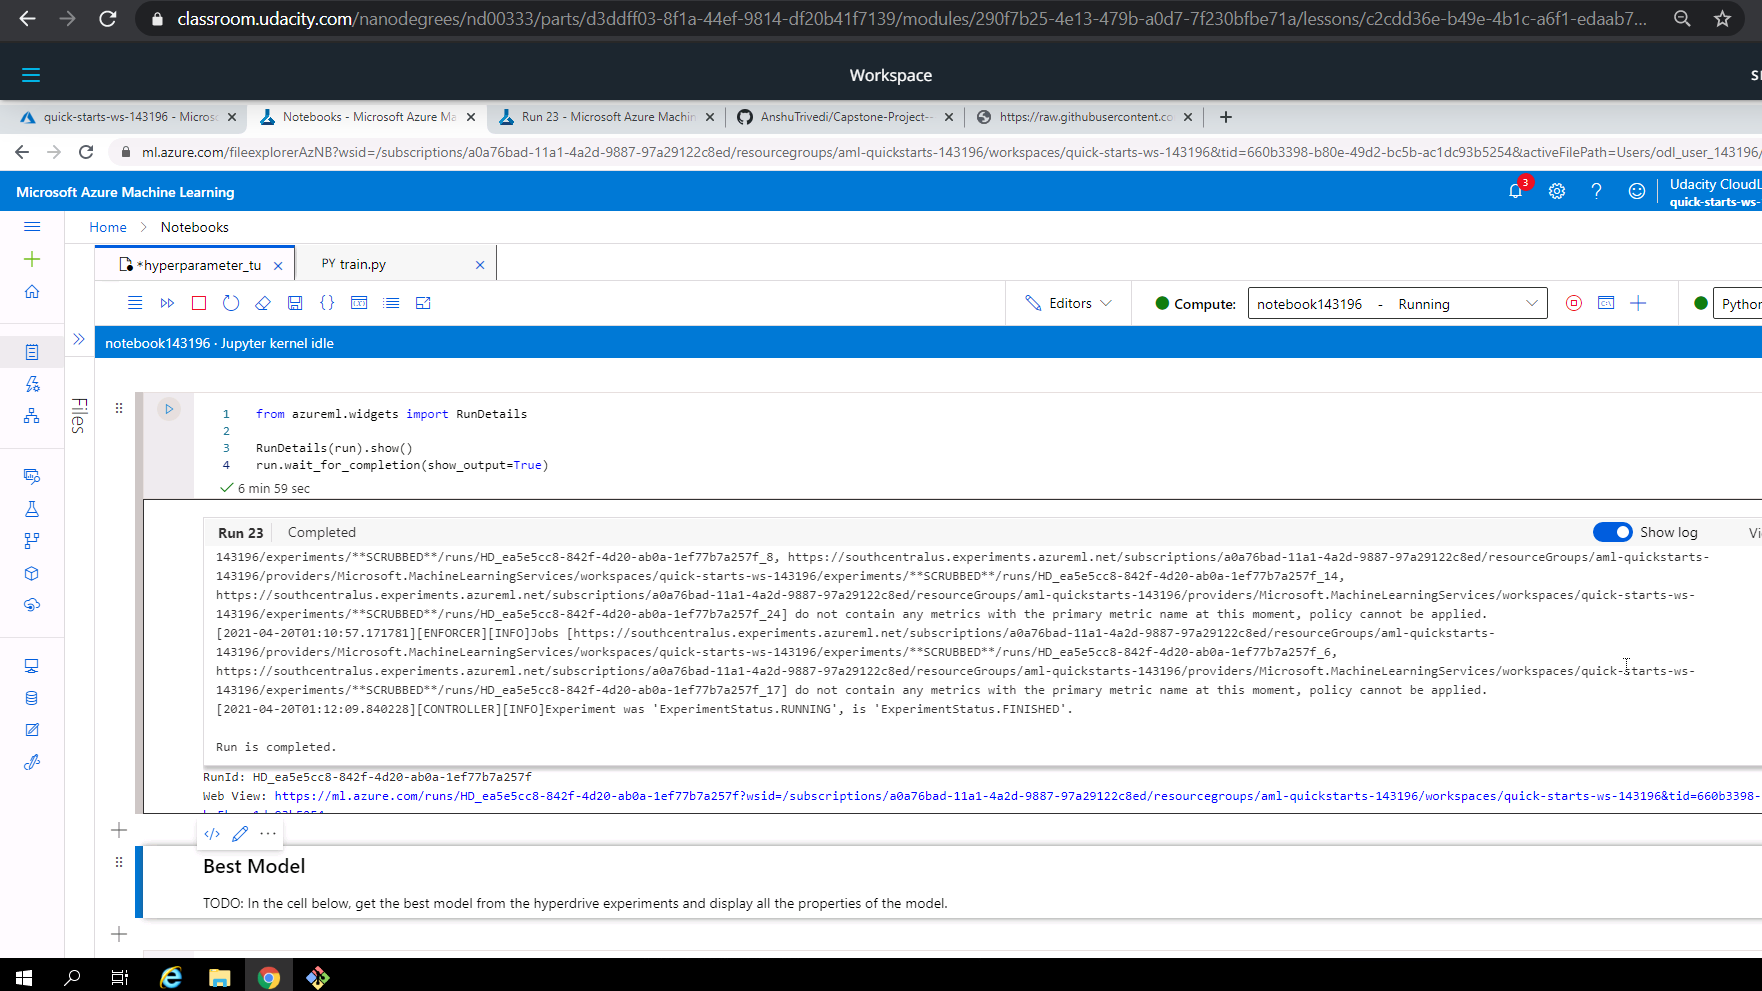 classroom.udacity.com/nanodegrees/nd00333/parts/d3ddff03-8f1a-44ef-9814-df20b41f7139/modules/290f7b25-4e13-479b-a0d7-7f230bfbe71a/lessons/c2cdd36e-b49e-4b1c-a6f1-edaab7...
Workspace
quick-starts-ws-143196 - Micros
Notebooks - Microsoft Azure Ma
Run 23 - Microsoft Azure Machin
AnshuTrivedi/Capstone-Project--
https://raw.githubusercontent.co
ml.azure.com/fileexplorerAzNB?wsid=/subscriptions/a0a76bad-11a1-4a2d-9887-97a29122c8ed/resourcegroups/aml-quickstarts-143196/workspaces/quick-starts-ws-143196&tid=660b3398-b80e-49d2-bc5b-ac1dc93b5254&activeFilePath=Users/odl_user_143196/
Microsoft Azure Machine Learning
3
Udacity CloudL
quick-starts-ws-
Home
Notebooks
*hyperparameter_tu
PY train.py
Editors
Compute:
notebook143196 - Running
Python
notebook143196 · Jupyter kernel idle
Files
1 from azureml.widgets import RunDetails
2
3 RunDetails(run).show()
4 run.wait_for_completion(show_output=True)
6 min 59 sec
Run 23
Completed
Show log
Vi
143196/experiments/**SCRUBBED**/runs/HD_ea5e5cc8-842f-4d20-ab0a-1ef77b7a257f_8, https://southcentralus.experiments.azureml.net/subscriptions/a0a76bad-11a1-4a2d-9887-97a29122c8ed/resourceGroups/aml-quickstarts-
143196/providers/Microsoft.MachineLearningServices/workspaces/quick-starts-ws-143196/experiments/**SCRUBBED**/runs/HD_ea5e5cc8-842f-4d20-ab0a-1ef77b7a257f_14,
https://southcentralus.experiments.azureml.net/subscriptions/a0a76bad-11a1-4a2d-9887-97a29122c8ed/resourceGroups/aml-quickstarts-143196/providers/Microsoft.MachineLearningServices/workspaces/quick-starts-ws-
143196/experiments/**SCRUBBED**/runs/HD_ea5e5cc8-842f-4d20-ab0a-1ef77b7a257f_24] do not contain any metrics with the primary metric name at this moment, policy cannot be applied.
[2021-04-20T01:10:57.171781][ENFORCER][INFO]Jobs [https://southcentralus.experiments.azureml.net/subscriptions/a0a76bad-11a1-4a2d-9887-97a29122c8ed/resourceGroups/aml-quickstarts-
143196/providers/Microsoft.MachineLearningServices/workspaces/quick-starts-ws-143196/experiments/**SCRUBBED**/runs/HD_ea5e5cc8-842f-4d20-ab0a-1ef77b7a257f_6,
https://southcentralus.experiments.azureml.net/subscriptions/a0a76bad-11a1-4a2d-9887-97a29122c8ed/resourceGroups/aml-quickstarts-143196/providers/Microsoft.MachineLearningServices/workspaces/quick-starts-ws-
143196/experiments/**SCRUBBED**/runs/HD_ea5e5cc8-842f-4d20-ab0a-1ef77b7a257f_17] do not contain any metrics with the primary metric name at this moment, policy cannot be applied.
[2021-04-20T01:12:09.840228][CONTROLLER][INFO]Experiment was 'ExperimentStatus.RUNNING', is 'ExperimentStatus.FINISHED'.
Run is completed.
RunId: HD_ea5e5cc8-842f-4d20-ab0a-1ef77b7a257f
Web View: https://ml.azure.com/runs/HD_ea5e5cc8-842f-4d20-ab0a-1ef77b7a257f?wsid=/subscriptions/a0a76bad-11a1-4a2d-9887-97a29122c8ed/resourcegroups/aml-quickstarts-143196/workspaces/quick-starts-ws-143196&tid=660b3398-
Best Model
TODO: In the cell below, get the best model from the hyperdrive experiments and display all the properties of the model.